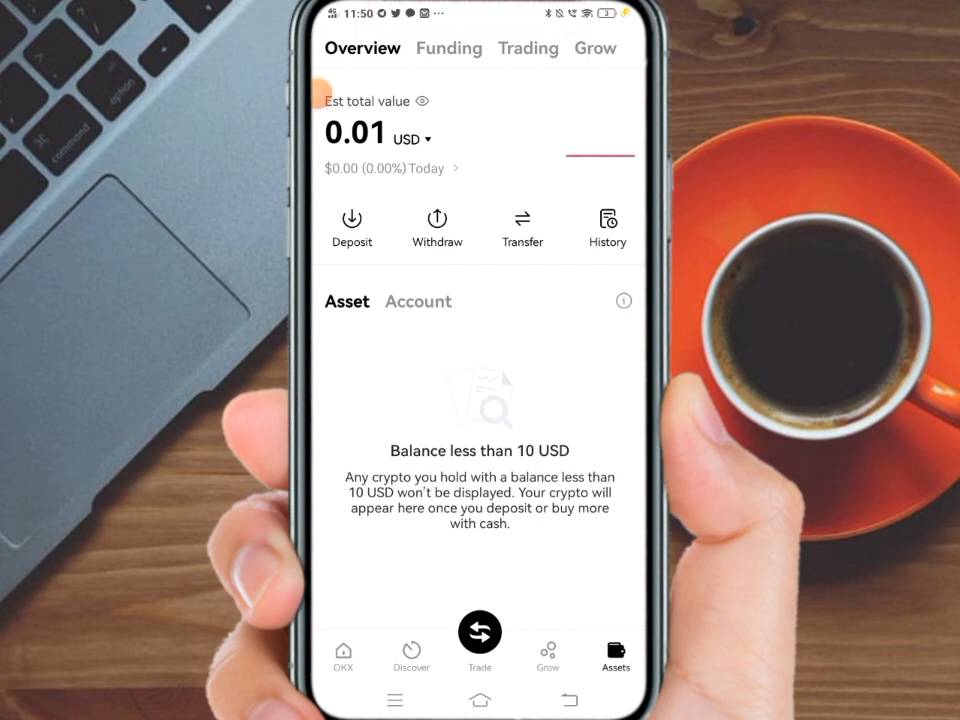 11:50
3
Overview Funding Trading Grow
Est total value
0.01 USD
$0.00 (0.00%) Today >
Deposit Withdraw Transfer History
Asset Account
Balance less than 10 USD
Any crypto you hold with a balance less than
10 USD won't be displayed. Your crypto will
appear here once you deposit or buy more
with cash.
OKX Discover Trade Grow Assets
option
command